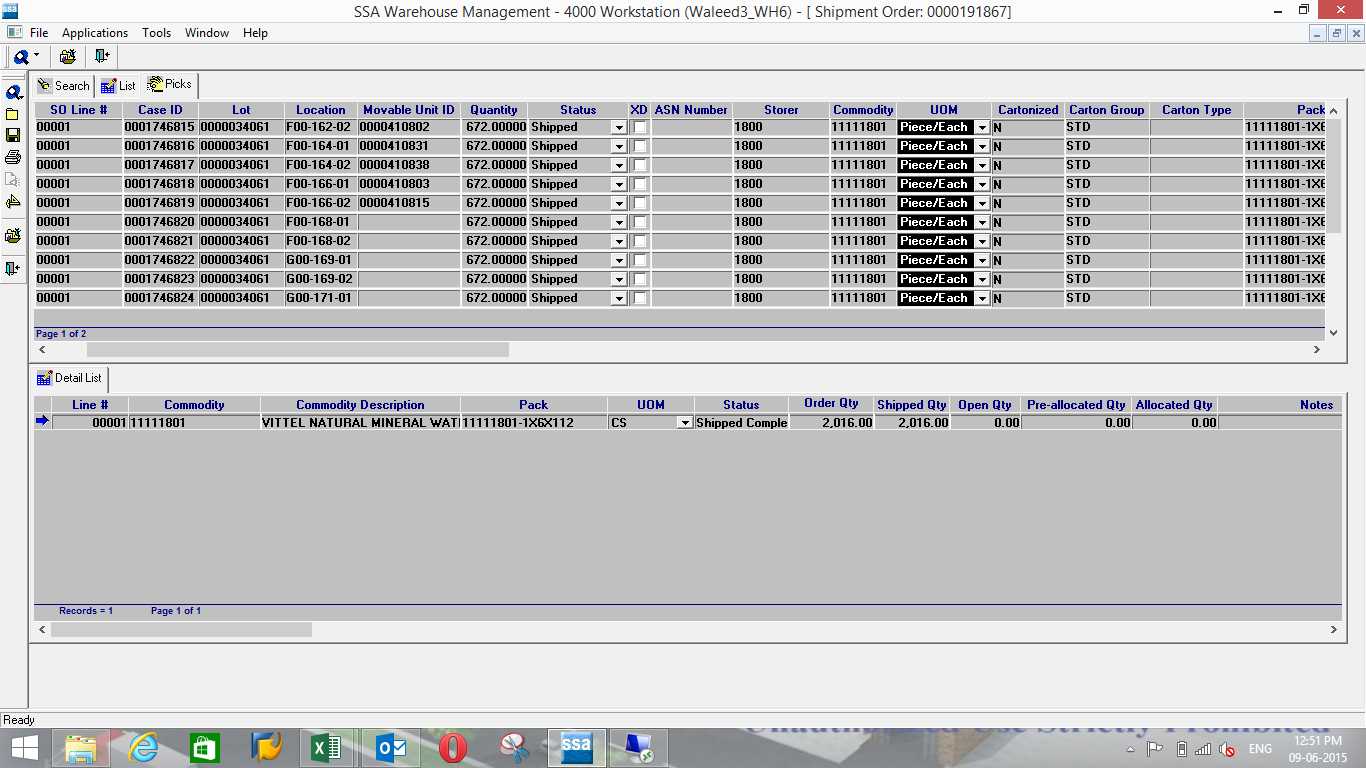 ssa SSA Warehouse Management - 4000 Workstation (Waleed3_WH6) - [ Shipment Order: 0000191867]
File Applications Tools Window Help
Search List Picks
SO Line # Case ID Lot Location Movable Unit ID Quantity Status XD ASN Number Storer Commodity UOM Cartonized Carton Group Carton Type Pack
00001 0001746815 0000034061 F00-162-02 0000410802 672.00000 Shipped 1800 11111801 Piece/Each N STD 11111801-1X6
00001 0001746816 0000034061 F00-164-01 0000410831 672.00000 Shipped 1800 11111801 Piece/Each N STD 11111801-1X6
00001 0001746817 0000034061 F00-164-02 0000410838 672.00000 Shipped 1800 11111801 Piece/Each N STD 11111801-1X6
00001 0001746818 0000034061 F00-166-01 0000410803 672.00000 Shipped 1800 11111801 Piece/Each N STD 11111801-1X6
00001 0001746819 0000034061 F00-166-02 0000410815 672.00000 Shipped 1800 11111801 Piece/Each N STD 11111801-1X6
00001 0001746820 0000034061 F00-168-01 672.00000 Shipped 1800 11111801 Piece/Each N STD 11111801-1X6
00001 0001746821 0000034061 F00-168-02 672.00000 Shipped 1800 11111801 Piece/Each N STD 11111801-1X6
00001 0001746822 0000034061 G00-169-01 672.00000 Shipped 1800 11111801 Piece/Each N STD 11111801-1X6
00001 0001746823 0000034061 G00-169-02 672.00000 Shipped 1800 11111801 Piece/Each N STD 11111801-1X6
00001 0001746824 0000034061 G00-171-01 672.00000 Shipped 1800 11111801 Piece/Each N STD 11111801-1X6
Page 1 of 2
Detail List
Line # Commodity Commodity Description Pack UOM Status Order Qty Shipped Qty Open Qty Pre-allocated Qty Allocated Qty Notes
00001 11111801 VITTEL NATURAL MINERAL WAT 11111801-1X6X112 CS Shipped Comple 2,016.00 2,016.00 0.00 0.00 0.00
Records = 1 Page 1 of 1
Ready
ssa
Strictly Prohibited
ENG 12:51 PM
09-06-2015